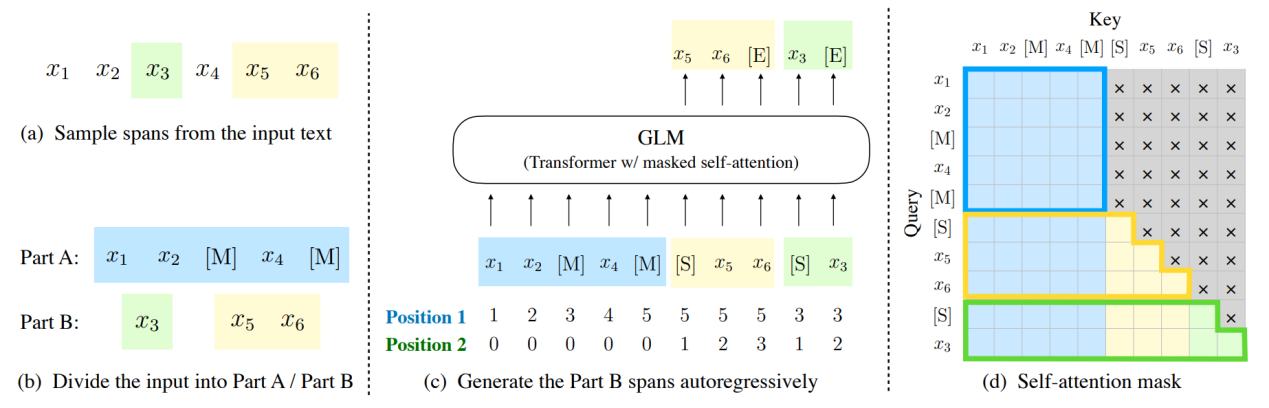 x₁ x₂ x₃ x₄ x₅ x₆
(a) Sample spans from the input text
Part A: x₁ x₂ [M] x₄ [M]
Part B: x₃ x₅ x₆
(b) Divide the input into Part A / Part B
x₅ x₆ [E] x₃ [E]
GLM
(Transformer w/ masked self-attention)
x₁ x₂ [M] x₄ [M] [S] x₅ x₆ [S] x₃
Position 1 1 2 3 4 5 5 5 5 3 3
Position 2 0 0 0 0 0 1 2 3 1 2
(c) Generate the Part B spans autoregressively
Key
x₁ x₂ [M] x₄ [M] [S] x₅ x₆ [S] x₃
Query
x₁ × × × × ×
x₂ × × × × ×
[M] × × × × ×
x₄ × × × × ×
[M] × × × × ×
[S] × × × ×
x₅ × × ×
x₆ × ×
[S] ×
x₃
(d) Self-attention mask